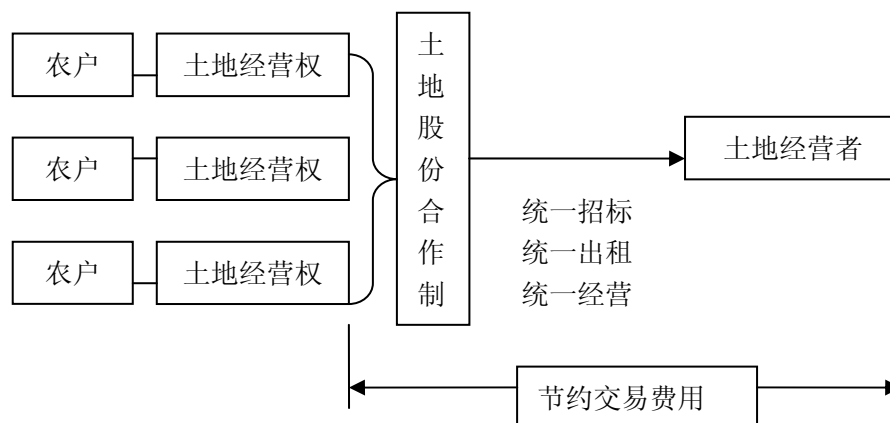 农户
土地经营权
农户
土地经营权
农户
土地经营权
土
地
股
份
合
作
制
统一招标
统一出租
统一经营
土地经营者
节约交易费用